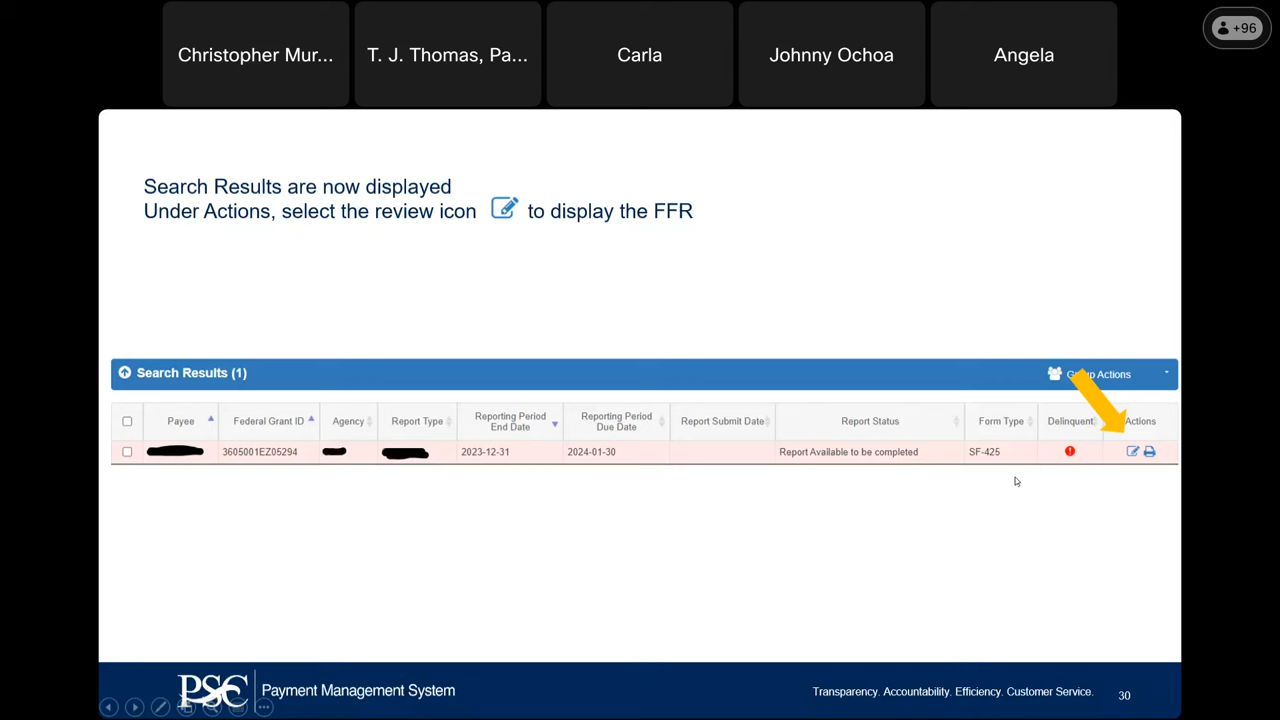 Christopher Mur...
T. J. Thomas, Pa...
Carla
Johnny Ochoa
Angela
+96
Search Results are now displayed
Under Actions, select the review icon to display the FFR
Search Results (1)
Group Actions
Payee
Federal Grant ID
Agency
Report Type
Reporting Period
End Date
Reporting Period
Due Date
Report Submit Date
Report Status
Form Type
Delinquent
Actions
3605001EZ05294
2023-12-31
2024-01-30
Report Available to be completed
SF-425
PSC
Payment Management System
Transparency. Accountability. Efficiency. Customer Service.
30